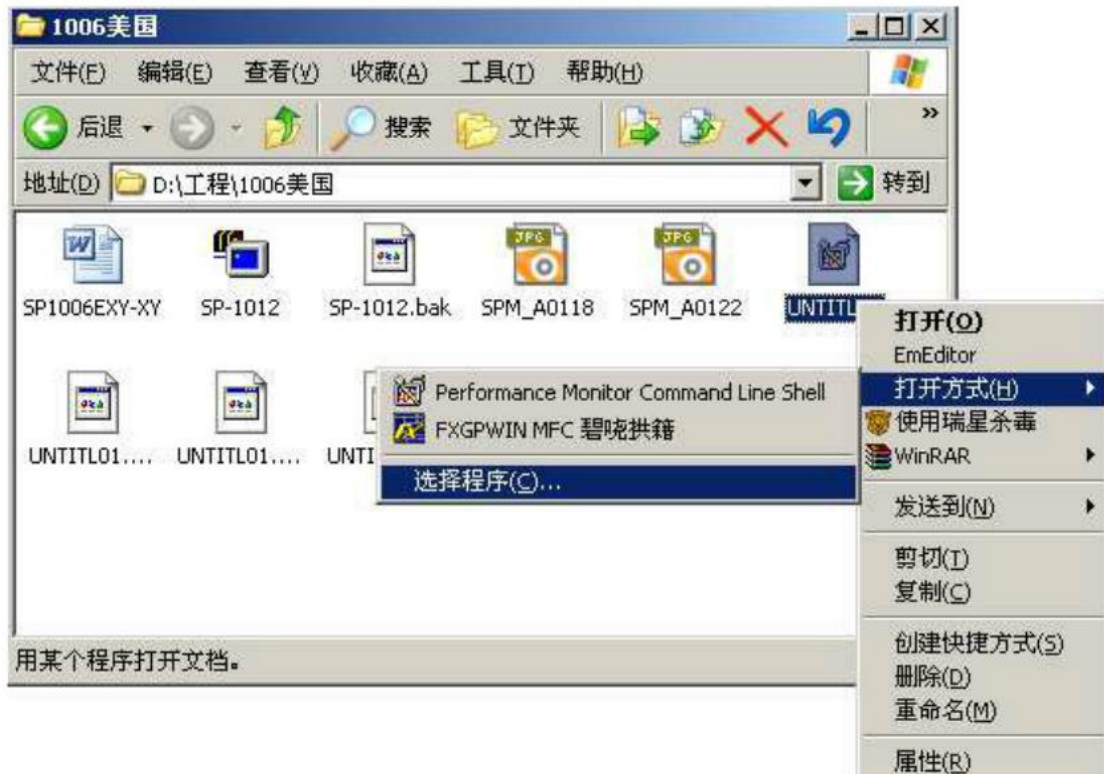 1006美国
文件(F) 编辑(E) 查看(V) 收藏(A) 工具(T) 帮助(H)
后退 搜索 文件夹 »
地址(D) D:\工程\1006美国 转到
SP1006EXY-XY SP-1012 SP-1012.bak SPM_A0118 SPM_A0122 UNTITL
UNTITL01.... UNTITL01.... UNTI
打开(O)
EmEditor
打开方式(H)
使用瑞星杀毒
WinRAR
发送到(N)
剪切(T)
复制(C)
创建快捷方式(S)
删除(D)
重命名(M)
属性(R)
Performance Monitor Command Line Shell
FXGPWIN MFC 碧晓拱籍
选择程序(C)...
用某个程序打开文档。